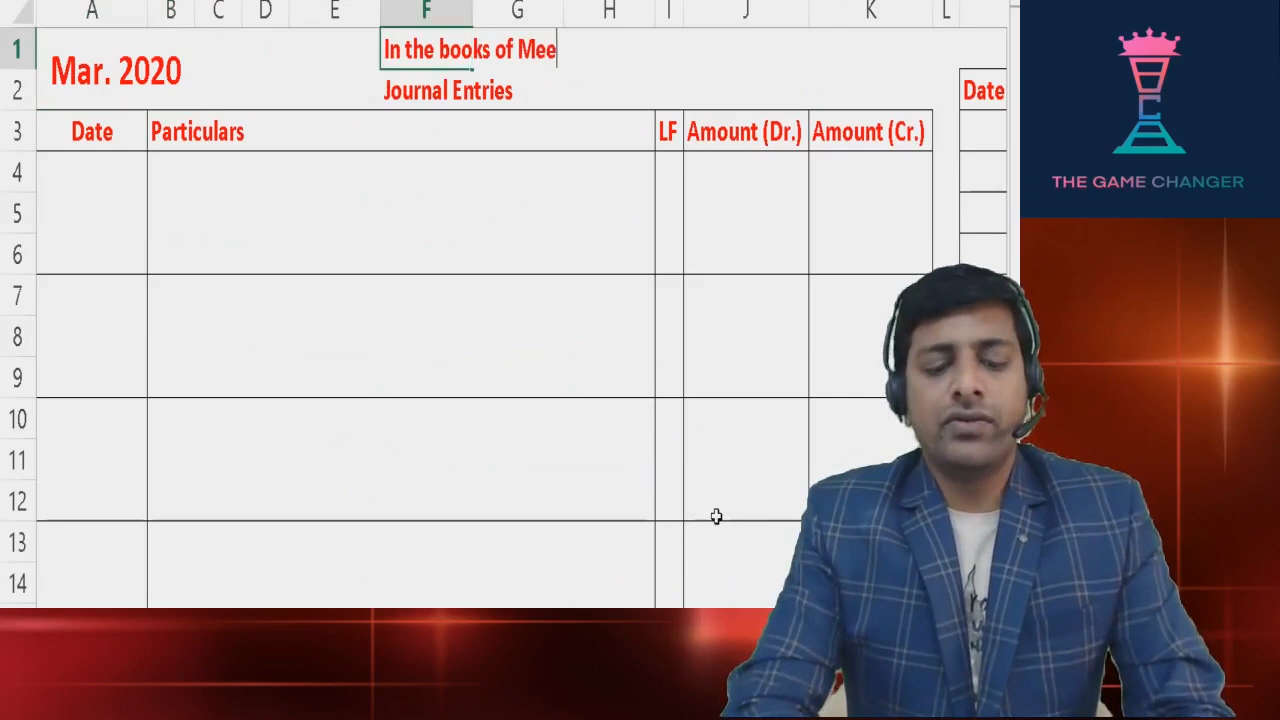 A B C D E F G H I J K L
1 Mar. 2020 In the books of Mee
2 Journal Entries Date
3 Date Particulars LF Amount (Dr.) Amount (Cr.)
4
5
6
7
8
9
10
11
12
13
14
THE GAME CHANGER